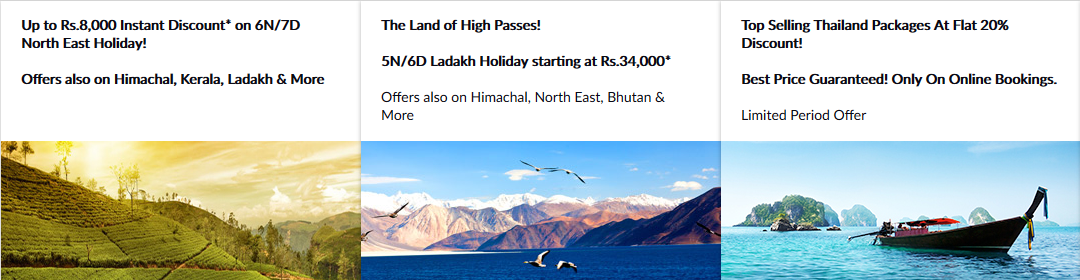 Up to Rs.8,000 Instant Discount* on 6N/7D
North East Holiday!
Offers also on Himachal, Kerala, Ladakh & More
The Land of High Passes!
5N/6D Ladakh Holiday starting at Rs.34,000*
Offers also on Himachal, North East, Bhutan &
More
Top Selling Thailand Packages At Flat 20%
Discount!
Best Price Guaranteed! Only On Online Bookings.
Limited Period Offer